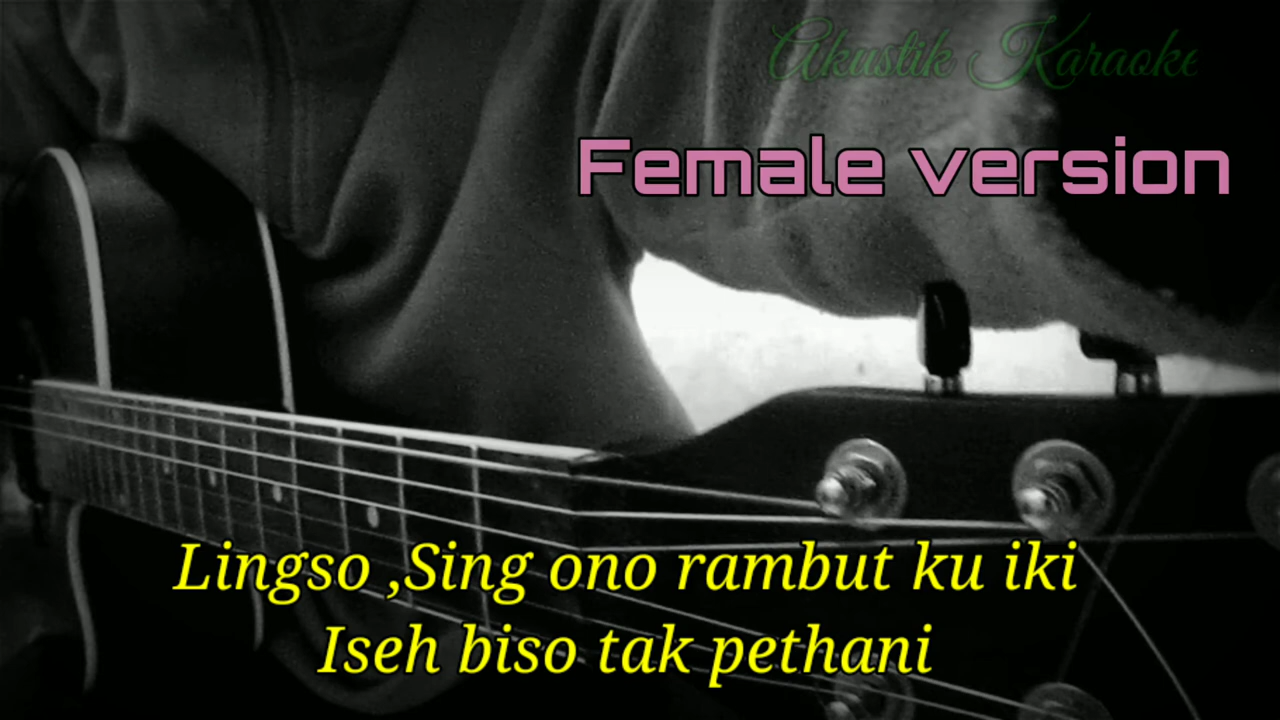 Akustik Karaoke
Female version
Lingso ,Sing ono rambut ku iki
Iseh biso tak pethani